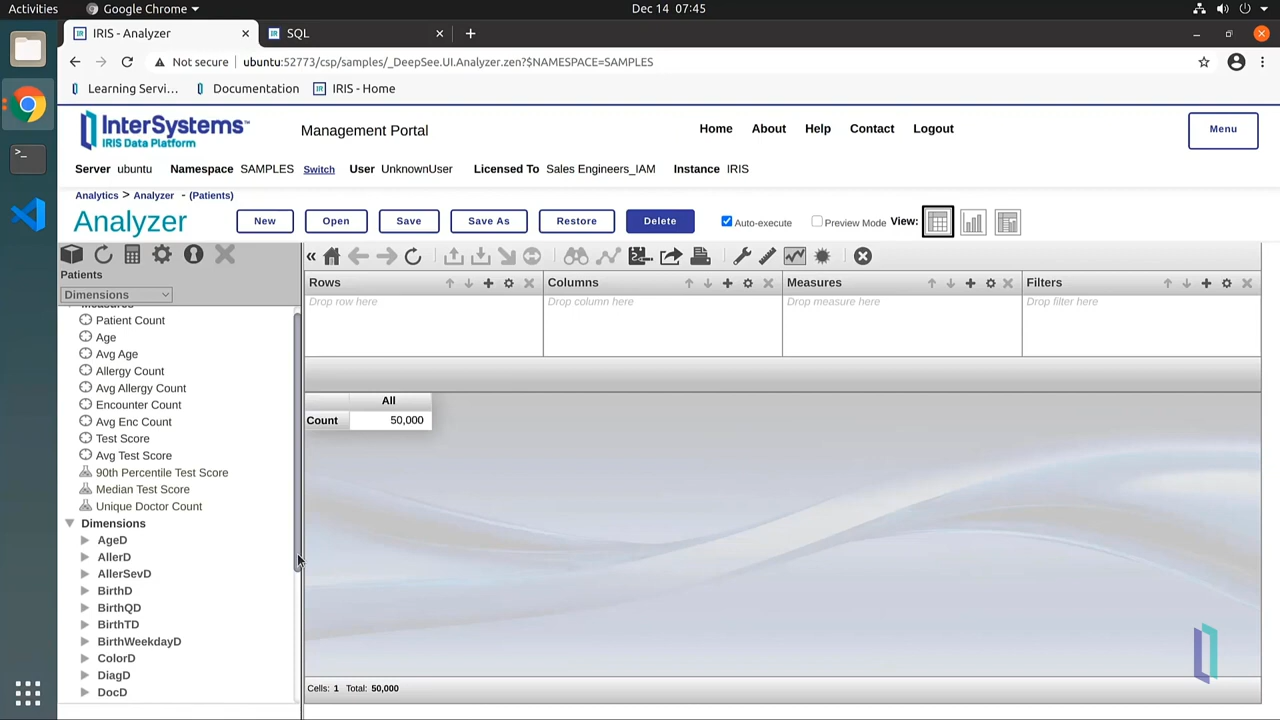 Activities Google Chrome Dec 14 07:45
IRIS - Analyzer SQL
Not secure ubuntu:52773/csp/samples/_DeepSee.UI.Analyzer.zen?$NAMESPACE=SAMPLES
Learning Servi... Documentation IRIS - Home
InterSystems™
IRIS Data Platform
Management Portal
Home About Help Contact Logout Menu
Server ubuntu Namespace SAMPLES Switch User UnknownUser Licensed To Sales Engineers_IAM Instance IRIS
Analytics > Analyzer - (Patients)
Analyzer New Open Save Save As Restore Delete Auto-execute Preview Mode View:
Patients
Dimensions
Rows Columns Measures Filters
Drop row here Drop column here Drop measure here Drop filter here
Measures
Patient Count
Age
Avg Age
Allergy Count
Avg Allergy Count
Encounter Count
Avg Enc Count
Test Score
Avg Test Score
90th Percentile Test Score
Median Test Score
Unique Doctor Count
Dimensions
AgeD
AllerD
AllerSevD
BirthD
BirthQD
BirthTD
BirthWeekdayD
ColorD
DiagD
DocD
All
Count 50,000
Cells: 1 Total: 50,000